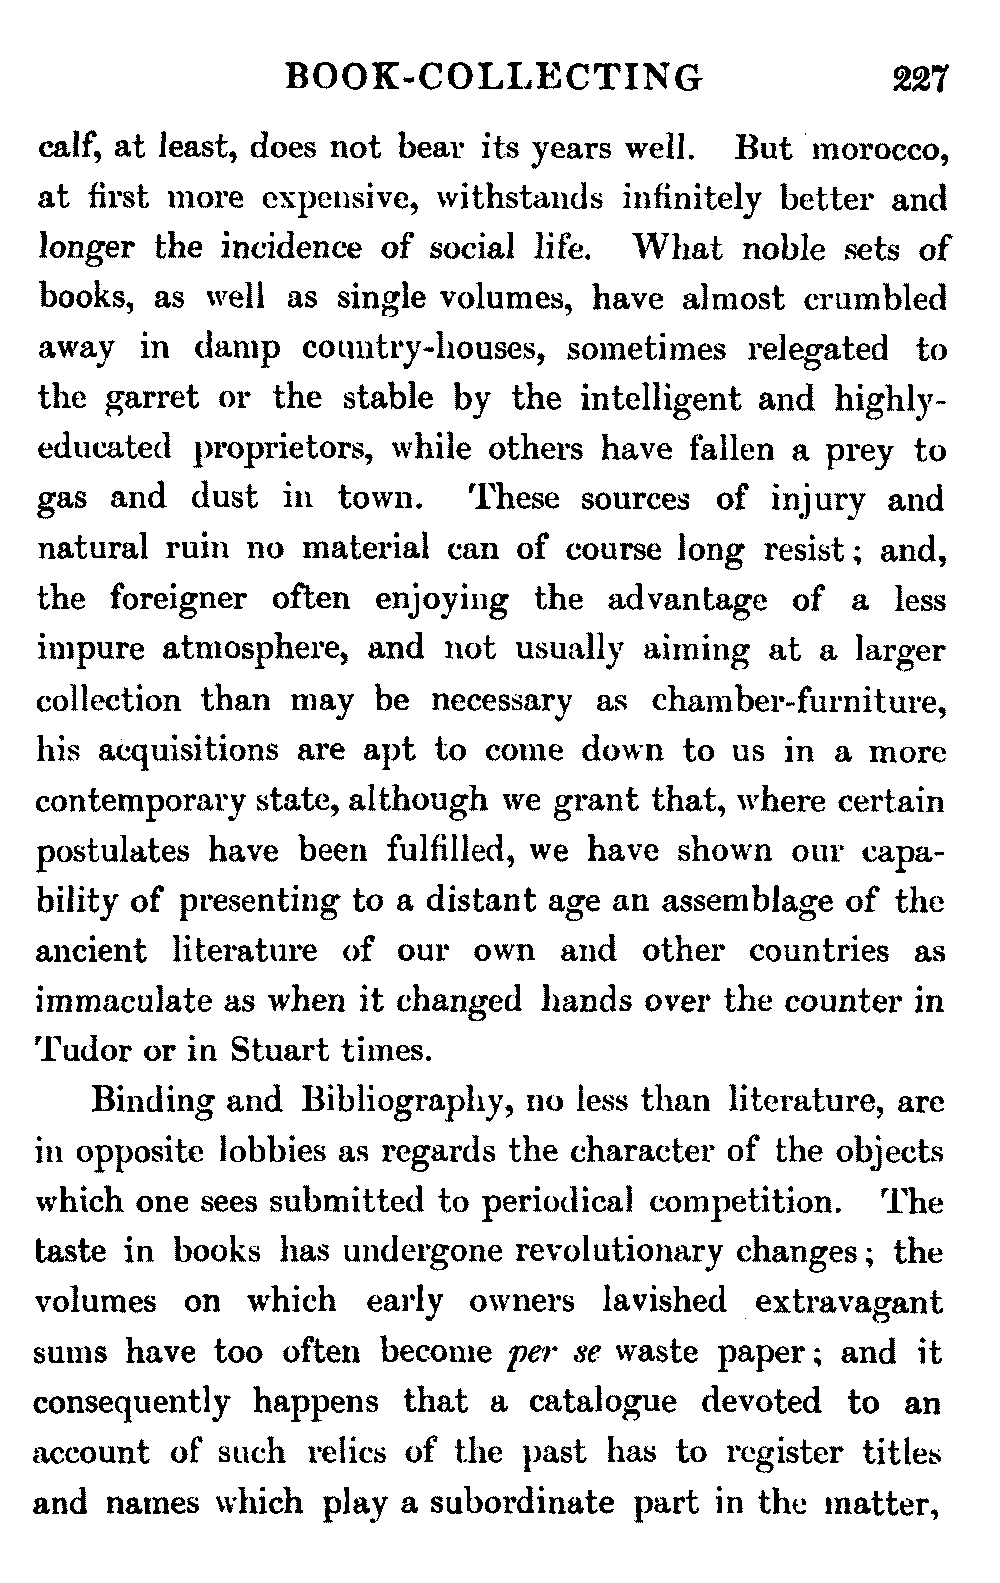 BOOK-COLLECTING 227
calf, at least, does not bear its years well. But morocco,
at first more expensive, withstands infinitely better and
longer the incidence of social life. What noble sets of
books, as well as single volumes, have almost crumbled
away in damp country-houses, sometimes relegated to
the garret or the stable by the intelligent and highly-
educated proprietors, while others have fallen a prey to
gas and dust in town. These sources of injury and
natural ruin no material can of course long resist; and,
the foreigner often enjoying the advantage of a less
impure atmosphere, and not usually aiming at a larger
collection than may be necessary as chamber-furniture,
his acquisitions are apt to come down to us in a more
contemporary state, although we grant that, where certain
postulates have been fulfilled, we have shown our capa-
bility of presenting to a distant age an assemblage of the
ancient literature of our own and other countries as
immaculate as when it changed hands over the counter in
Tudor or in Stuart times.
Binding and Bibliography, no less than literature, are
in opposite lobbies as regards the character of the objects
which one sees submitted to periodical competition. The
taste in books has undergone revolutionary changes; the
volumes on which early owners lavished extravagant
sums have too often become per se waste paper; and it
consequently happens that a catalogue devoted to an
account of such relics of the past has to register titles
and names which play a subordinate part in the matter,